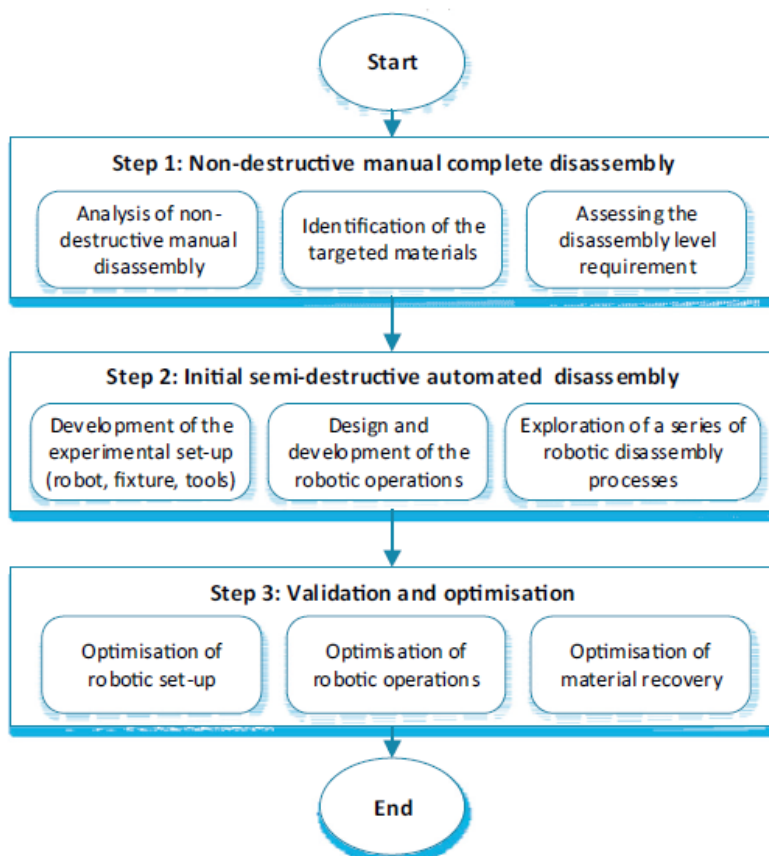 Start
Step 1: Non-destructive manual complete disassembly
Analysis of non-
destructive manual
disassembly
Identification of the
targeted materials
Assessing the
disassembly level
requirement
Step 2: Initial semi-destructive automated disassembly
Development of the
experimental set-up
(robot, fixture, tools)
Design and
development of the
robotic operations
Exploration of a series of
robotic disassembly
processes
Step 3: Validation and optimisation
Optimisation of
robotic set-up
Optimisation of
robotic operations
Optimisation of
material recovery
End